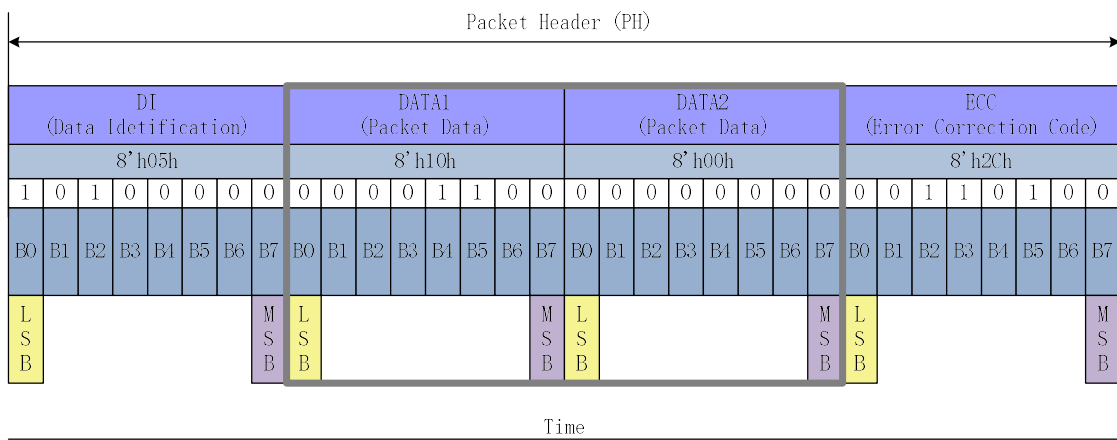 Packet Header (PH)
DI DATA1 DATA2 ECC
(Data Idetification) (Packet Data) (Packet Data) (Error Correction Code)
8'h05h 8'h10h 8'h00h 8'h2Ch
1 0 1 0 0 0 0 0 0 0 0 0 1 1 0 0 0 0 0 0 0 0 0 0 0 0 1 1 0 1 0 0
B0 B1 B2 B3 B4 B5 B6 B7 B0 B1 B2 B3 B4 B5 B6 B7 B0 B1 B2 B3 B4 B5 B6 B7 B0 B1 B2 B3 B4 B5 B6 B7
L M L M L M L M
S S S S S S S S
B B B B B B B B
Time